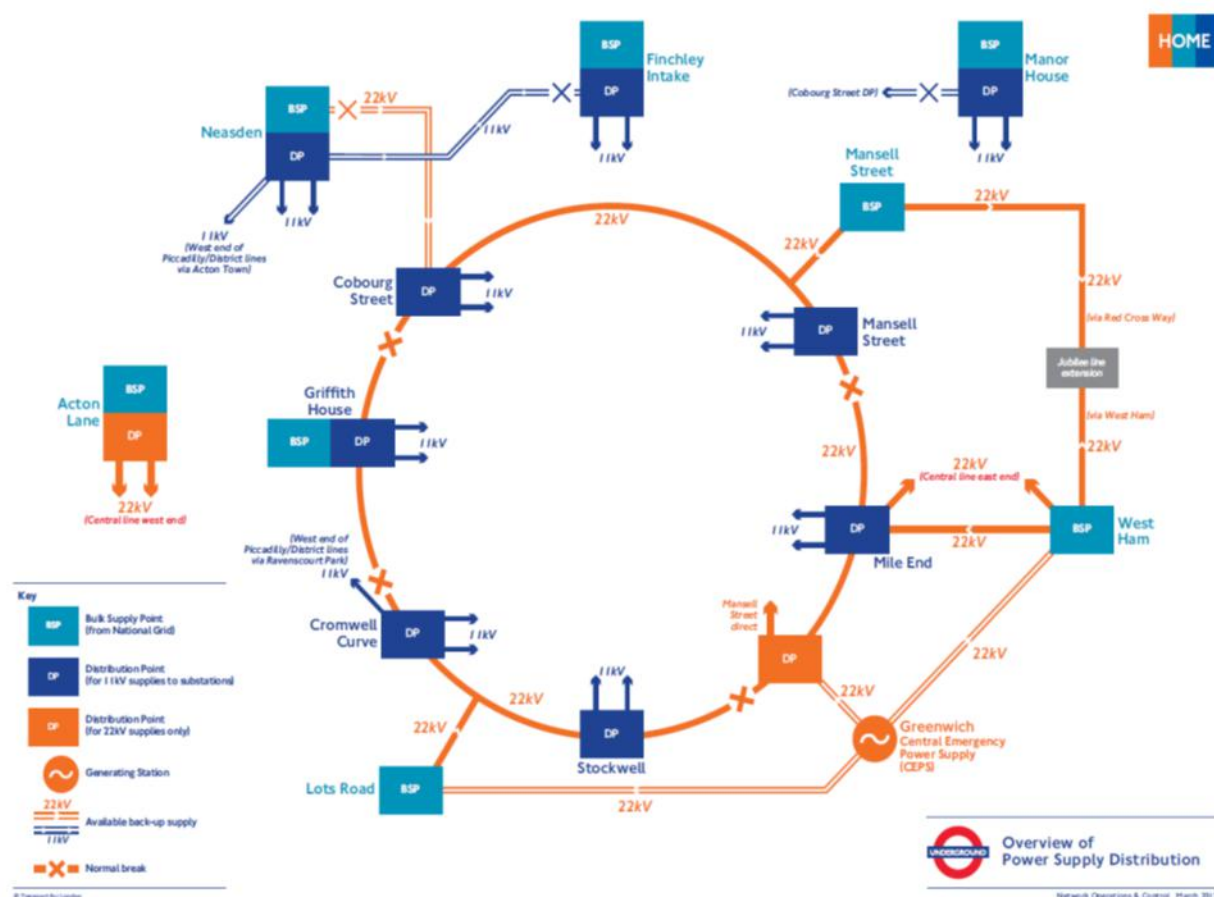 BSP
Finchley
Intake
DP
11kV
BSP
Manor
House
(Cobourg Street DP)
DP
11kV
HOME
BSP
22kV
Neasden
DP
11kV
11kV
11kV
(West end of
Piccadilly/District lines
via Acton Town)
Mansell
Street
BSP
22kV
22kV
22kV
22kV
(via Red Cross Way)
Jubilee line
extension
(via West Ham)
22kV
Cobourg
Street
DP
11kV
DP
11kV
Mansell
Street
BSP
Acton
Lane
DP
22kV
(Central line west end)
Griffith
House
BSP
DP
11kV
22kV
22kV
(Central line east end)
11kV
DP
Mile End
22kV
BSP
West
Ham
(West end of
Piccadilly/District lines
via Ravenscourt Park)
11kV
Cromwell
Curve
DP
11kV
Mansell
Street
direct
DP
22kV
22kV
22kV
22kV
11kV
DP
Stockwell
Greenwich
Central Emergency
Power Supply
(CEPS)
Lots Road
BSP
22kV
Key
BSP
Bulk Supply Point
(from National Grid)
DP
Distribution Point
(for 11kV supplies to substations)
DP
Distribution Point
(for 22kV supplies only)
Generating Station
22kV
Available back-up supply
11kV
Normal break
UNDERGROUND
Overview of
Power Supply Distribution
© Transport for London
Network Operations & Control March